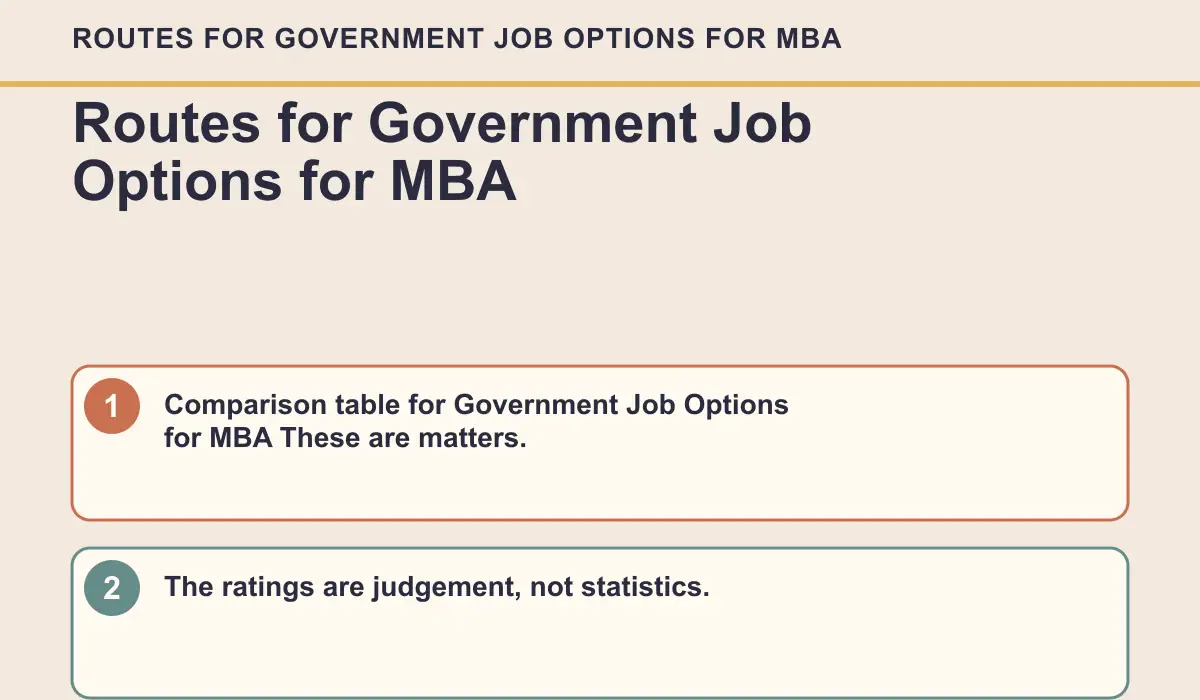 ROUTES FOR GOVERNMENT JOB OPTIONS FOR MBA
Routes for Government Job
Options for MBA
1
Comparison table for Government Job Options
for MBA These are matters.
2
The ratings are judgement, not statistics.